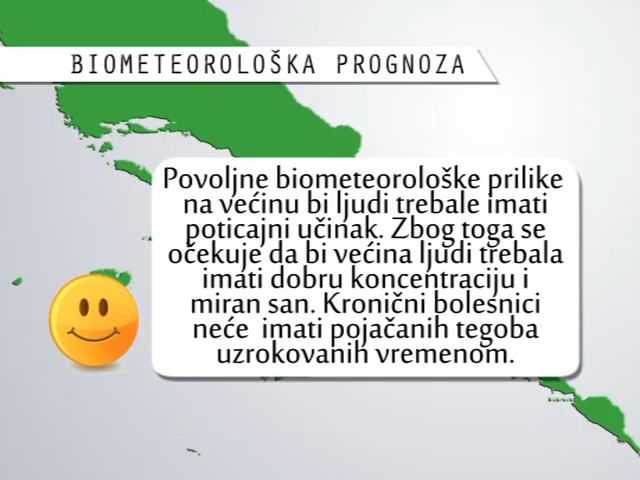 BIOMETEOROLOŠKA PROGNOZA
Povoljne biometeorološke prilike
na većinu bi ljudi trebale imati
poticajni učinak. Zbog toga se
očekuje da bi većina ljudi trebala
imati dobru koncentraciju i
miran san. Kronični bolesnici
neće  imati pojačanih tegoba
uzrokovanih vremenom.